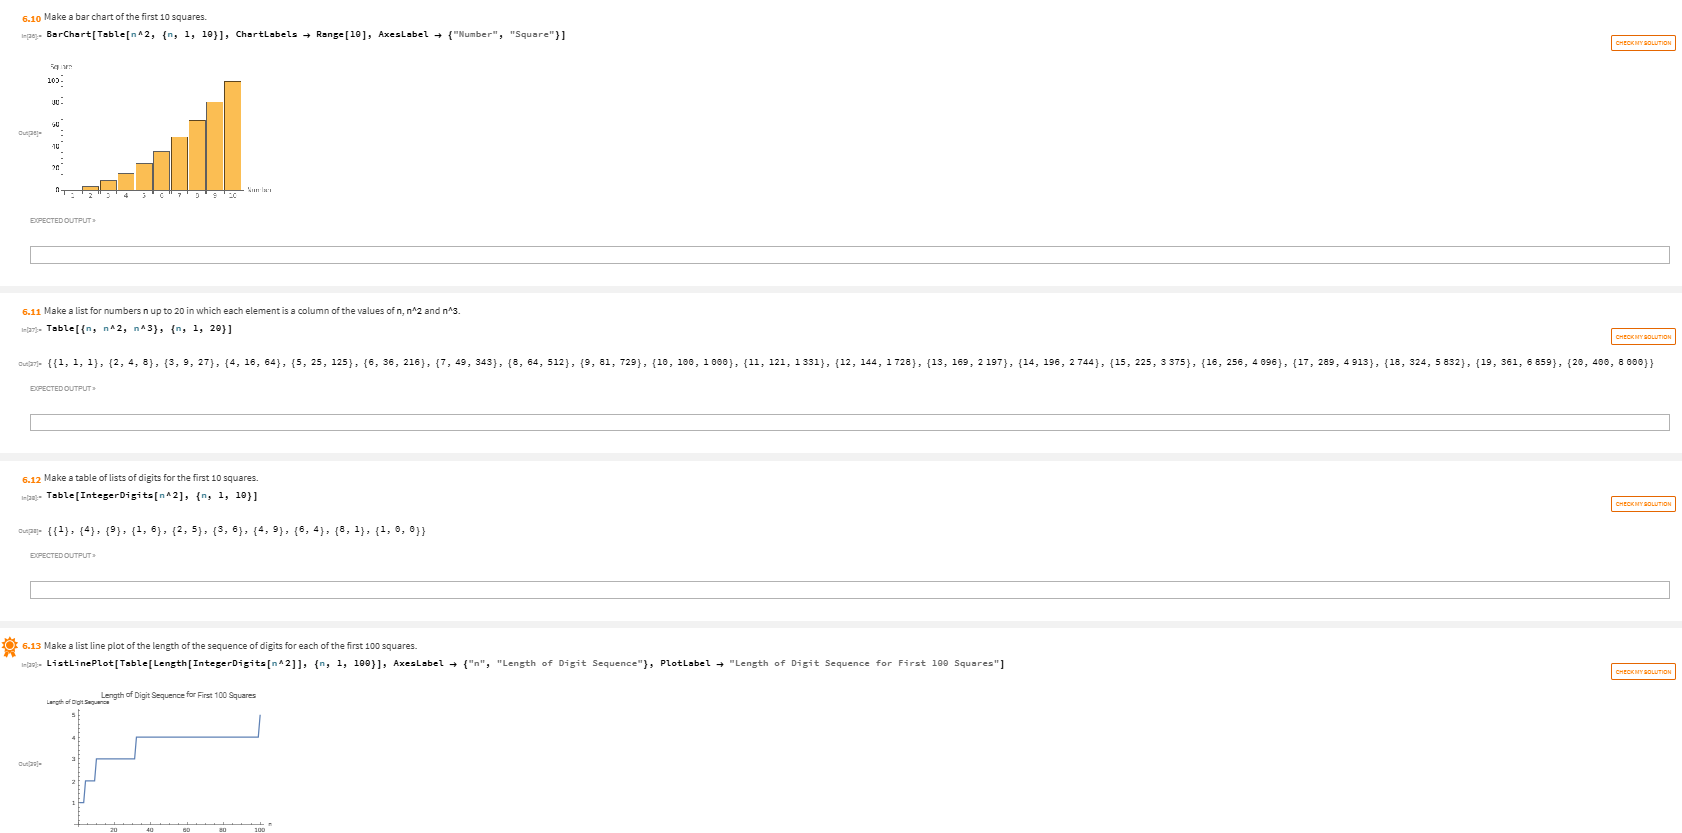 6.10 Make a bar chart of the first 10 squares.
In[26]:= BarChart[Table[n^2, {n, 1, 10}], ChartLabels → Range[10], AxesLabel → {"Number", "Square"}]
CHECK MY SOLUTION
Square
100
80
60
Out[26]=
40
20
0
1 2 3 4 5 6 7 8 9 10 Number
EXPECTED OUTPUT »
6.11 Make a list for numbers n up to 20 in which each element is a column of the values of n, n^2 and n^3.
In[27]:= Table[{n, n^2, n^3}, {n, 1, 20}]
CHECK MY SOLUTION
Out[27]= {{1, 1, 1}, {2, 4, 8}, {3, 9, 27}, {4, 16, 64}, {5, 25, 125}, {6, 36, 216}, {7, 49, 343}, {8, 64, 512}, {9, 81, 729}, {10, 100, 1000}, {11, 121, 1331}, {12, 144, 1728}, {13, 169, 2197}, {14, 196, 2744}, {15, 225, 3375}, {16, 256, 4096}, {17, 289, 4913}, {18, 324, 5832}, {19, 361, 6859}, {20, 400, 8000}}
EXPECTED OUTPUT »
6.12 Make a table of lists of digits for the first 10 squares.
In[28]:= Table[IntegerDigits[n^2], {n, 1, 10}]
CHECK MY SOLUTION
Out[28]= {{1}, {4}, {9}, {1, 6}, {2, 5}, {3, 6}, {4, 9}, {6, 4}, {8, 1}, {1, 0, 0}}
EXPECTED OUTPUT »
6.13 Make a list line plot of the length of the sequence of digits for each of the first 100 squares.
In[29]:= ListLinePlot[Table[Length[IntegerDigits[n^2]], {n, 1, 100}], AxesLabel → {"n", "Length of Digit Sequence"}, PlotLabel → "Length of Digit Sequence for First 100 Squares"]
CHECK MY SOLUTION
Length of Digit Sequence for First 100 Squares
Length of Digit Sequence
5
4
3
Out[29]=
2
1
n
20 40 60 80 100